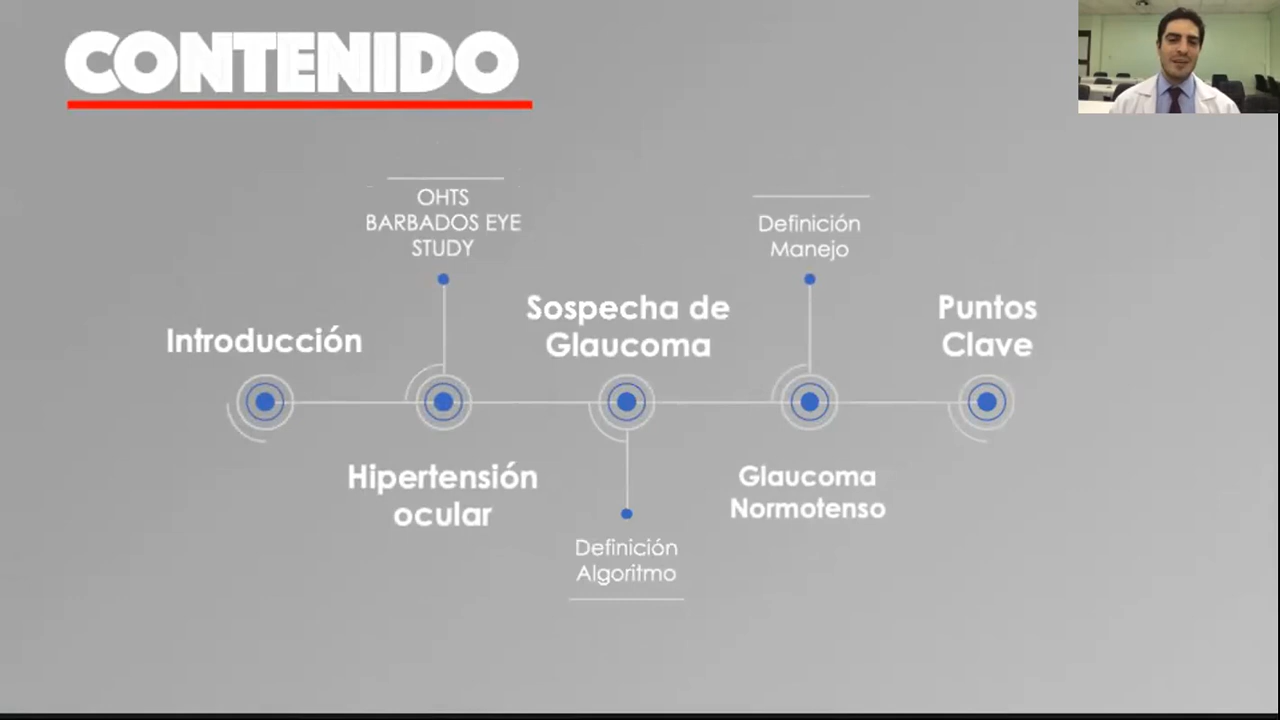 CONTENIDO
Introducción
OHTS
BARBADOS EYE
STUDY
Hipertensión
ocular
Sospecha de
Glaucoma
Definición
Algoritmo
Definición
Manejo
Glaucoma
Normotenso
Puntos
Clave